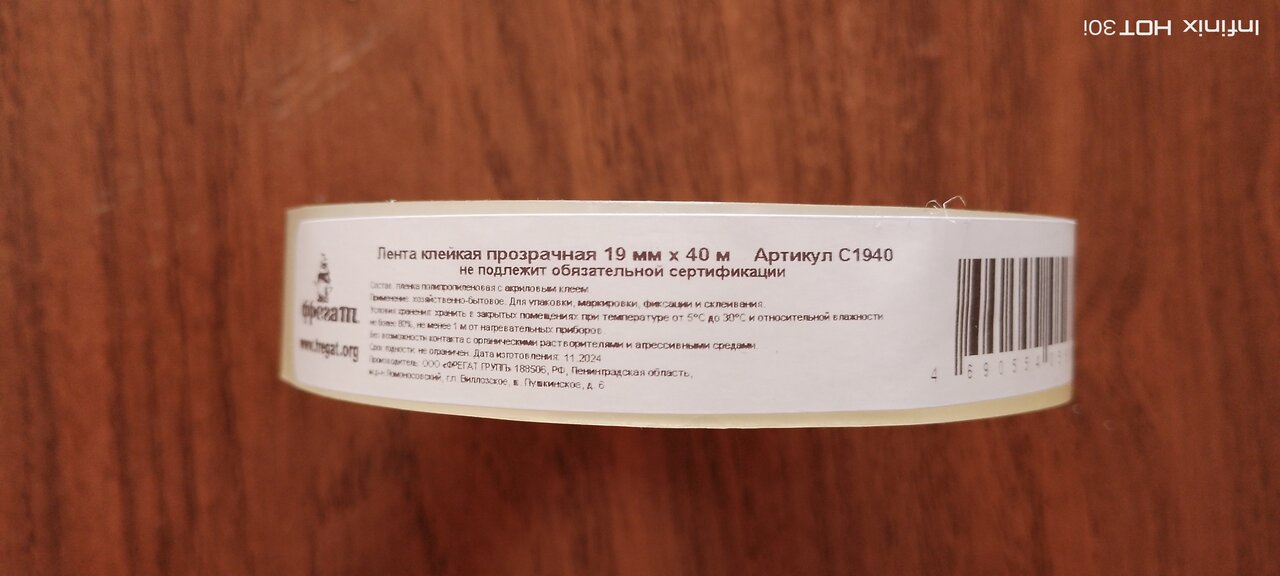 Infinix HOT 30i
Лента клейкая прозрачная 19 мм х 40 м Артикул С1940
не подлежит обязательной сертификации
Состав: пленка полипропиленовая с акриловым клеем.
Применение: хозяйственно-бытовое. Для упаковки, маркировки, фиксации и склеивания.
Условия хранения: хранить в закрытых помещениях при температуре от 5°С до 30°С и относительной влажности
не более 80%, не менее 1 м от нагревательных приборов
Без возможности контакта с органическими растворителями и агрессивными средами.
Срок годности: не ограничен. Дата изготовления: 11.2024
Производитель: ООО «ФРЕГАТ ГРУПП» 188506, РФ, Ленинградская область,
м.р-н Ломоносовский, г.п. Виллозское, ш. Пушкинское, д. 6
фрегат
www.fregat.org
4 690554 0